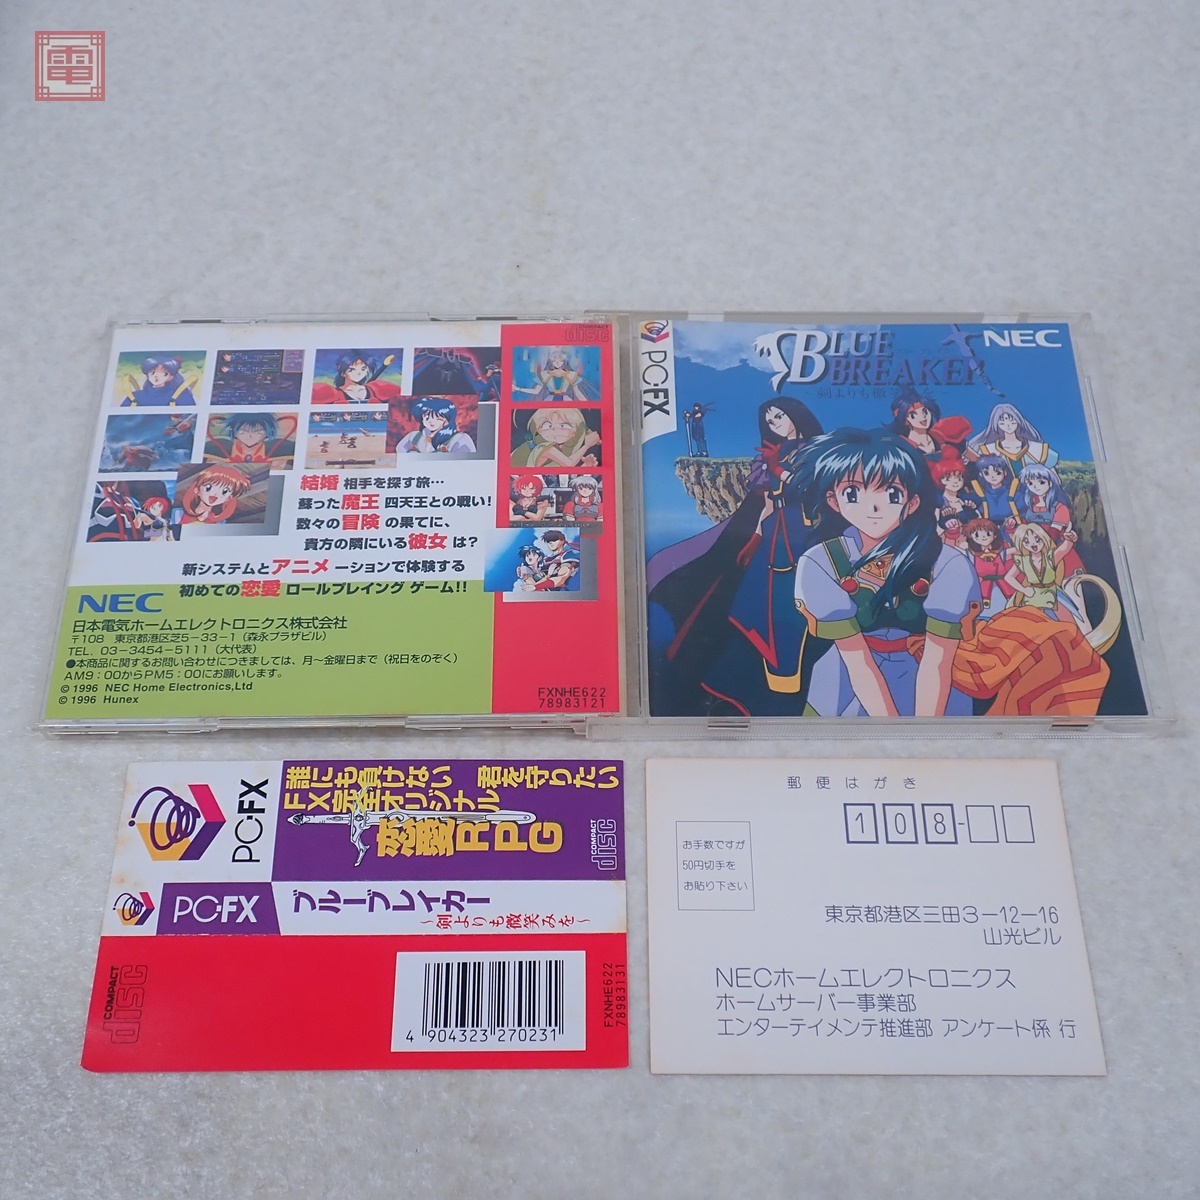 電
COMPACT
disc
結婚 相手を探す旅…
蘇った 魔王 四天王との戦い!
数々の 冒険 の果てに、
貴方の隣にいる 彼女 は?
新システムとアニメーションで体験する
初めての 恋愛 ロールプレイング ゲーム!!
NEC
日本電気ホームエレクトロニクス株式会社
〒108 東京都港区芝5-33-1(森永プラザビル)
TEL. 03-3454-5111(大代表)
●本商品に関するお問い合わせにつきましては、月~金曜日まで(祝日をのぞく)
AM9:00からPM5:00にお願いします。
© 1996 NEC Home Electronics,Ltd
© 1996 Hunex
FXNHE622
78983121
PC-FX
BLUE
BREAKER
~剣よりも微笑みを~
NEC
PC-FX
誰にも負けない 君を守りたい
FX完全オリジナル
恋愛RPG
COMPACT
disc
PC-FX
ブルーブレイカー
~剣よりも微笑みを~
COMPACT
disc
4 904323 270231
FXNHE622
78983131
郵便はがき
108-
お手数ですが
50円切手を
お貼り下さい
東京都港区三田3-12-16
山光ビル
NECホームエレクトロニクス
ホームサーバー事業部
エンターテイメンテ推進部 アンケート係 行